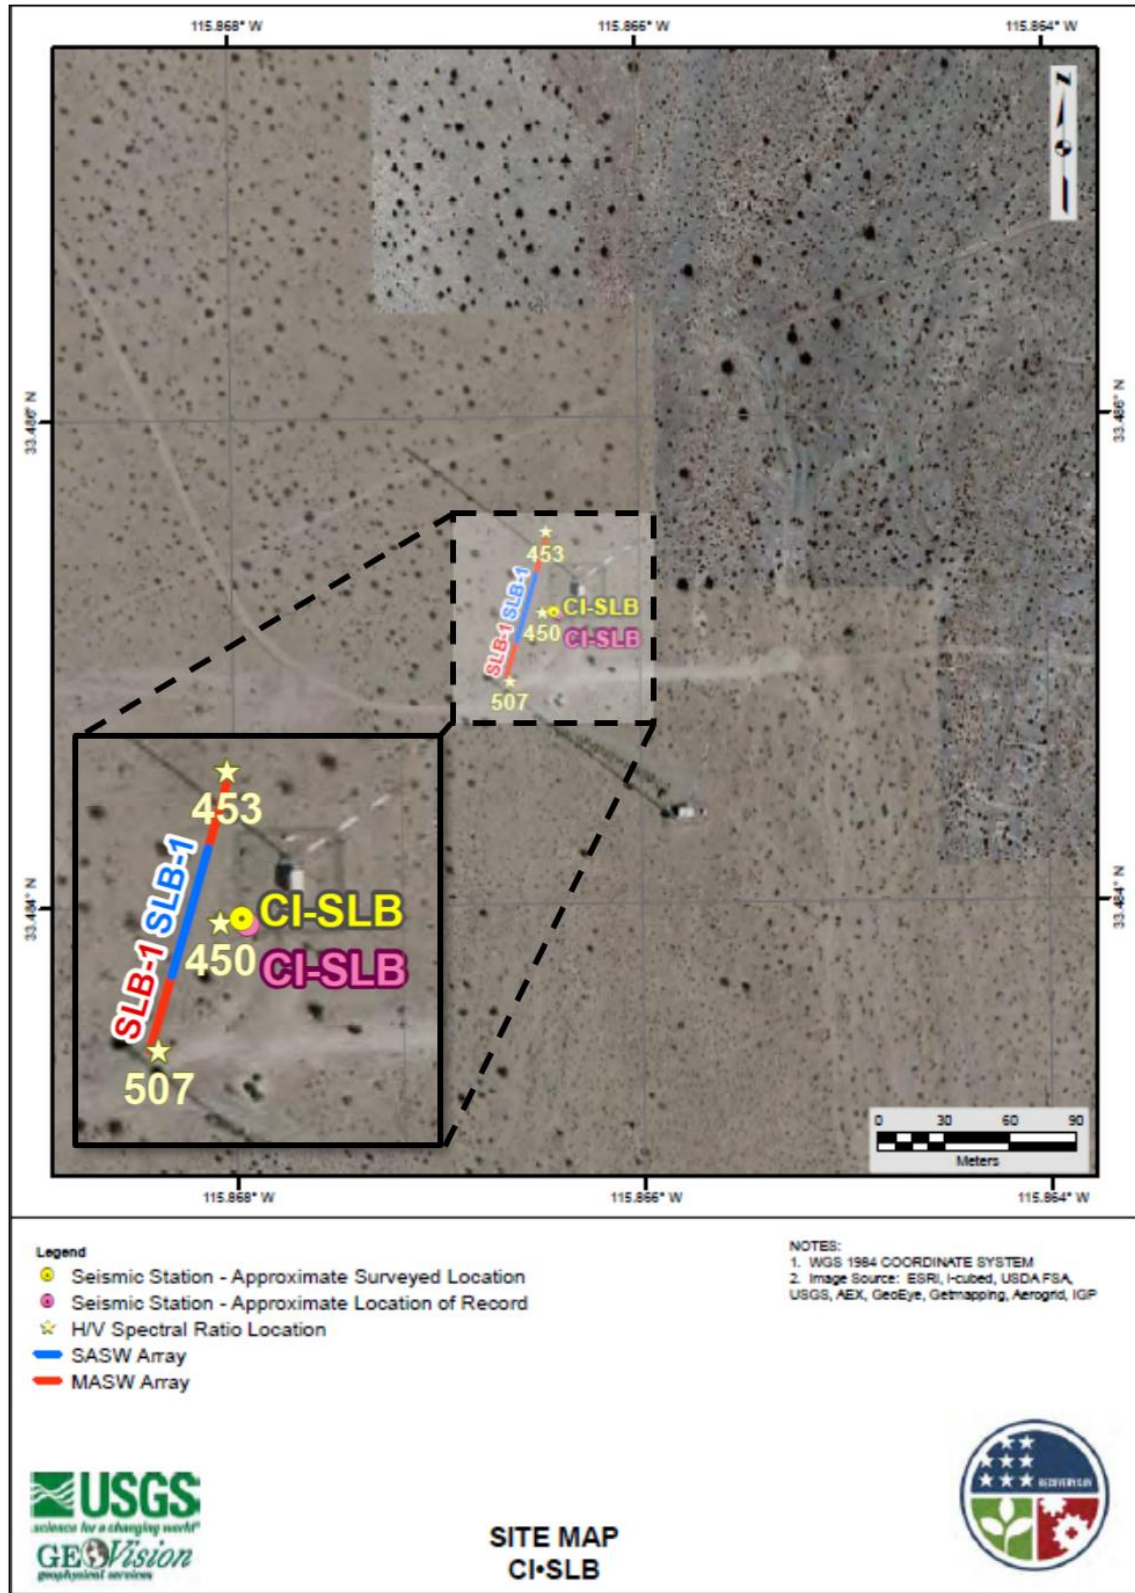 115.868° W
115.866° W
115.864° W
33.486° N
33.486° N
453
SLB-1 SLB-1
CI-SLB
450
CI-SLB
507
453
SLB-1 SLB-1
CI-SLB
450
CI-SLB
507
33.484° N
33.484° N
0 30 60 90
Meters
115.868° W
115.866° W
115.864° W
Legend
Seismic Station - Approximate Surveyed Location
Seismic Station - Approximate Location of Record
H/V Spectral Ratio Location
SASW Array
MASW Array
NOTES:
1. WGS 1984 COORDINATE SYSTEM
2. Image Source: ESRI, i-cubed, USDA FSA,
USGS, AEX, GeoEye, Getmapping, Aerogrid, IGP
USGS
science for a changing world
GEOVision
geophysical services
SITE MAP
CI•SLB
RECOVERY.GOV
N